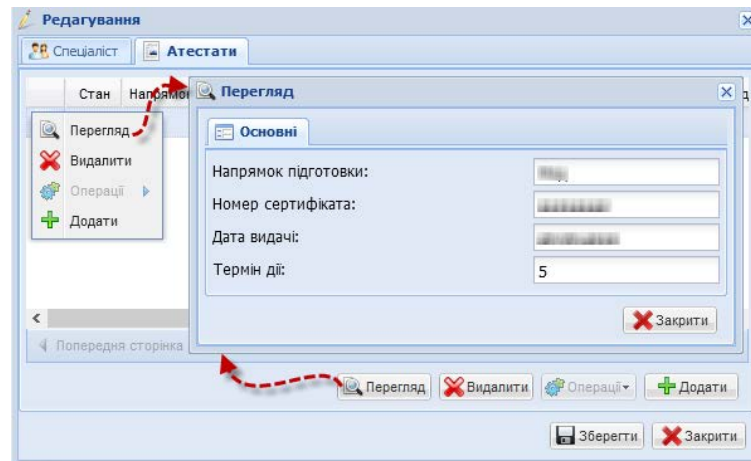 Редагування
Спеціаліст Атестати
Стан Напрямок
Перегляд
Видалити
Операції
Додати
Перегляд
Основні
Напрямок підготовки:
Номер сертифіката:
Дата видачі:
Термін дії: 5
Закрити
Попередня сторінка
Перегляд Видалити Операції Додати
Зберегти Закрити